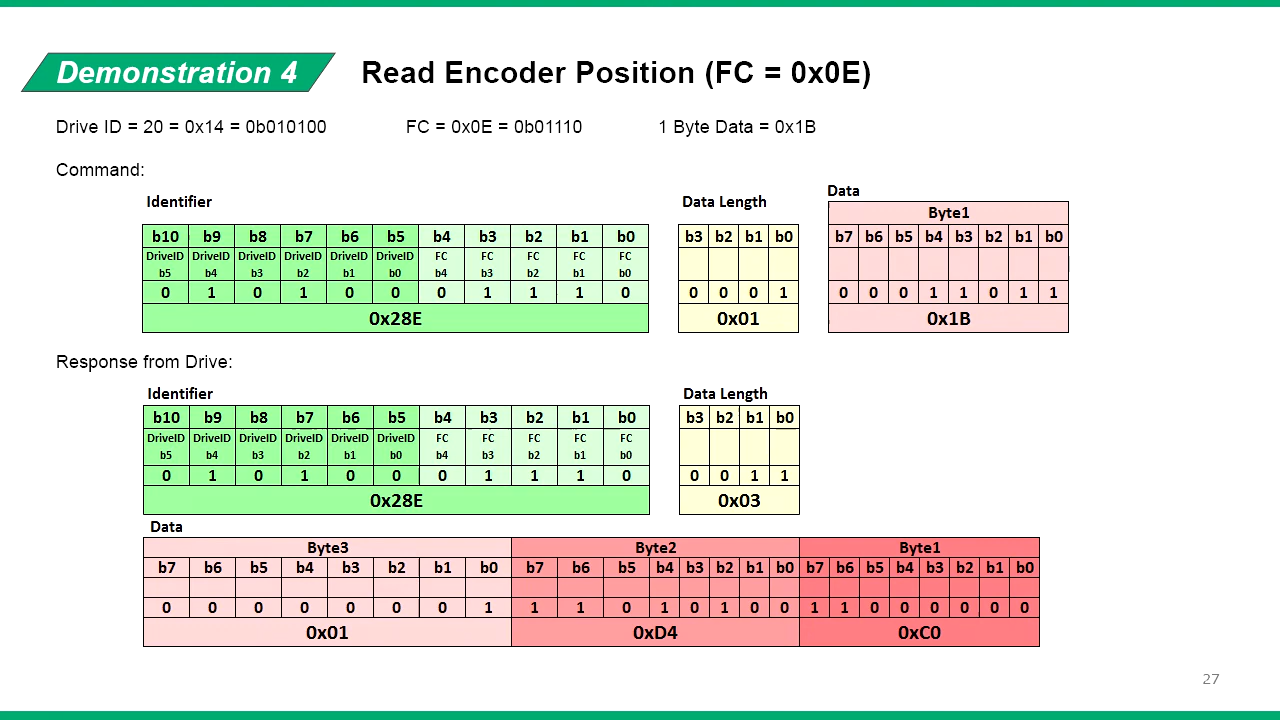 Demonstration 4 Read Encoder Position (FC = 0x0E)
Drive ID = 20 = 0x14 = 0b010100 FC = 0x0E = 0b01110 1 Byte Data = 0x1B
Command:
Identifier Data Length Data
Byte1
b10 b9 b8 b7 b6 b5 b4 b3 b2 b1 b0 b3 b2 b1 b0 b7 b6 b5 b4 b3 b2 b1 b0
DriveID DriveID DriveID DriveID DriveID DriveID FC FC FC FC FC
b5 b4 b3 b2 b1 b0 b4 b3 b2 b1 b0
0 1 0 1 0 0 0 1 1 1 0 0 0 0 1 0 0 0 1 1 0 1 1
0x28E 0x01 0x1B
Response from Drive:
Identifier Data Length
b10 b9 b8 b7 b6 b5 b4 b3 b2 b1 b0 b3 b2 b1 b0
DriveID DriveID DriveID DriveID DriveID DriveID FC FC FC FC FC
b5 b4 b3 b2 b1 b0 b4 b3 b2 b1 b0
0 1 0 1 0 0 0 1 1 1 0 0 0 1 1
0x28E 0x03
Data
Byte3 Byte2 Byte1
b7 b6 b5 b4 b3 b2 b1 b0 b7 b6 b5 b4 b3 b2 b1 b0 b7 b6 b5 b4 b3 b2 b1 b0
0 0 0 0 0 0 0 1 1 1 0 1 0 1 0 0 1 1 0 0 0 0 0 0
0x01 0xD4 0xC0
27